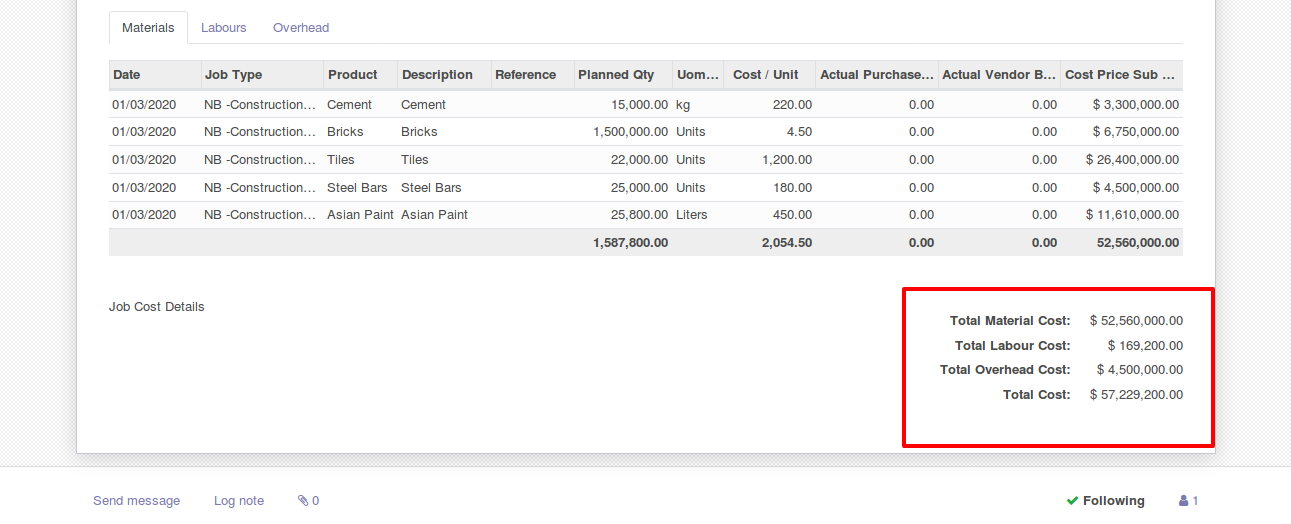 Materials Labours Overhead
Date Job Type Product Description Reference Planned Qty Uom... Cost / Unit Actual Purchase... Actual Vendor B... Cost Price Sub ...
01/03/2020 NB -Construction... Cement Cement 15,000.00 kg 220.00 0.00 0.00 $ 3,300,000.00
01/03/2020 NB -Construction... Bricks Bricks 1,500,000.00 Units 4.50 0.00 0.00 $ 6,750,000.00
01/03/2020 NB -Construction... Tiles Tiles 22,000.00 Units 1,200.00 0.00 0.00 $ 26,400,000.00
01/03/2020 NB -Construction... Steel Bars Steel Bars 25,000.00 Units 180.00 0.00 0.00 $ 4,500,000.00
01/03/2020 NB -Construction... Asian Paint Asian Paint 25,800.00 Liters 450.00 0.00 0.00 $ 11,610,000.00
1,587,800.00 2,054.50 0.00 0.00 52,560,000.00
Job Cost Details
Total Material Cost: $ 52,560,000.00
Total Labour Cost: $ 169,200.00
Total Overhead Cost: $ 4,500,000.00
Total Cost: $ 57,229,200.00
Send message Log note 0 Following 1